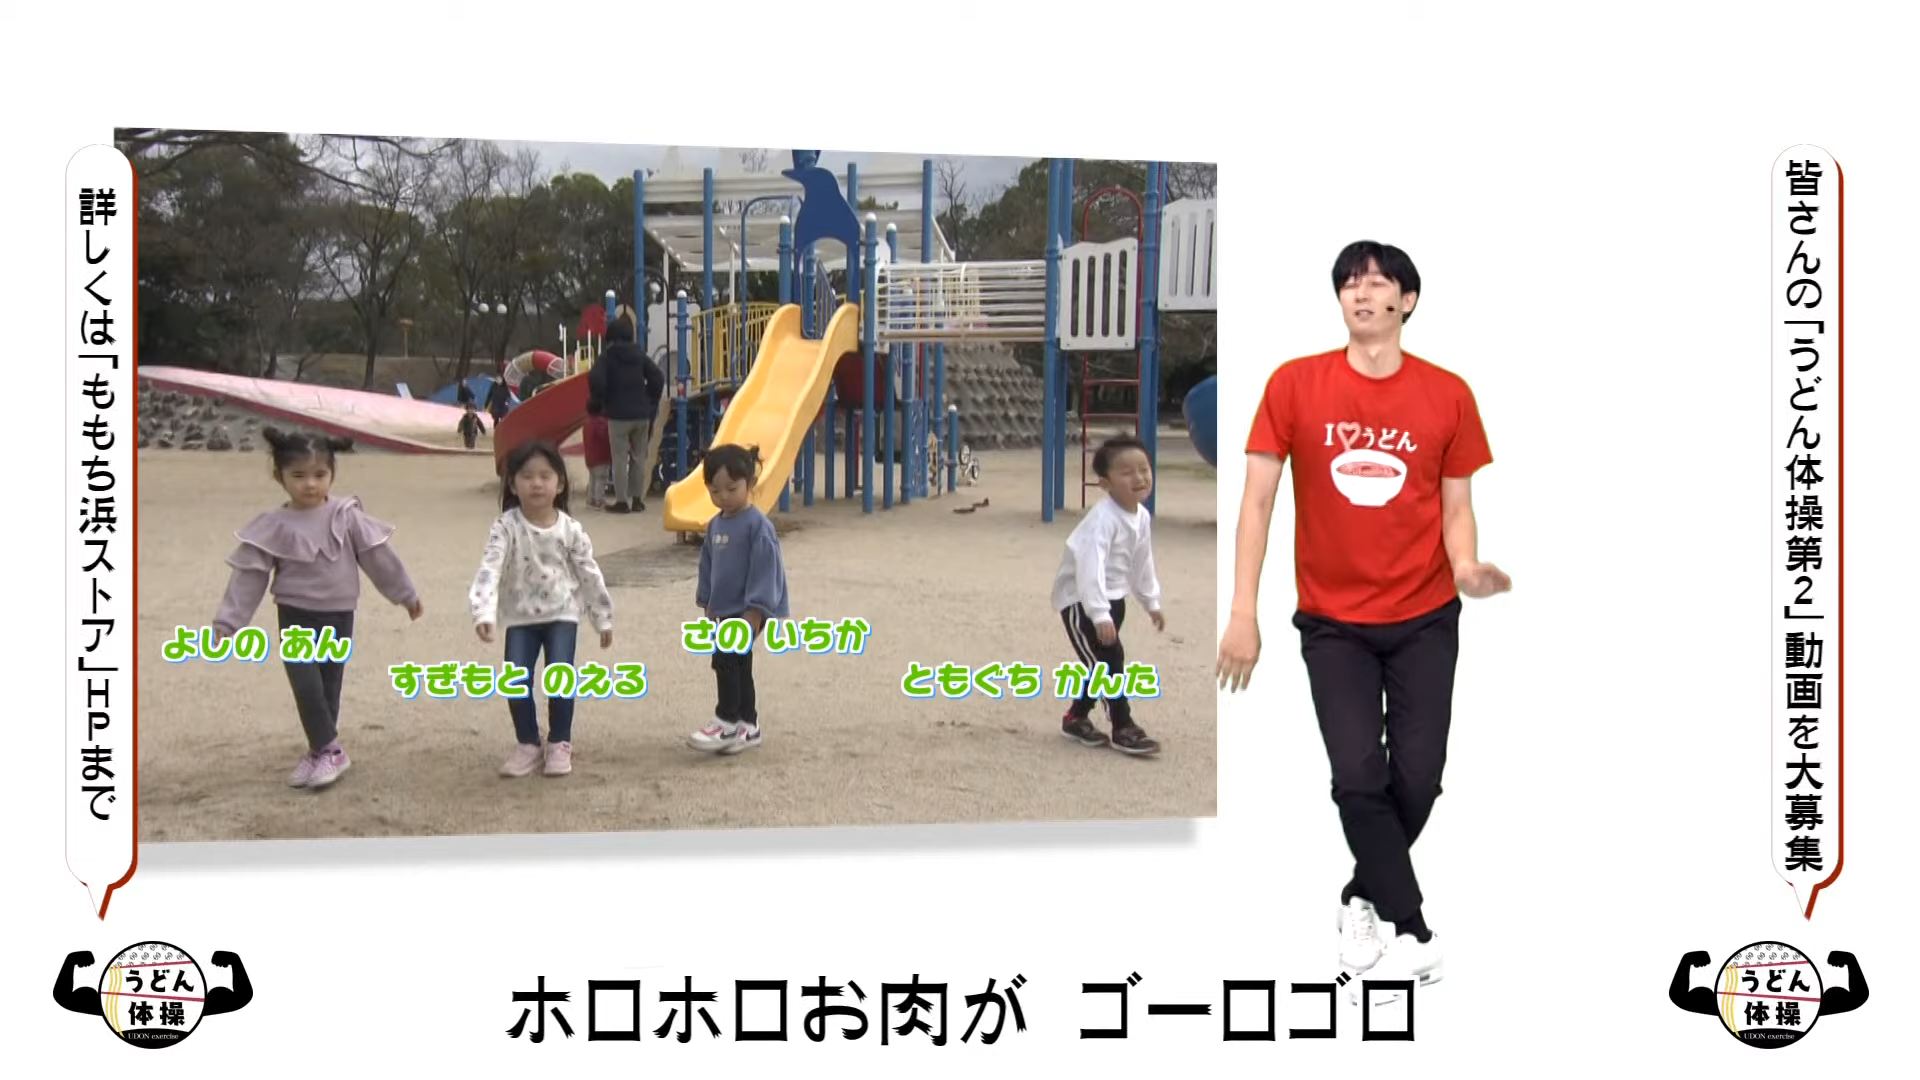 皆さんの「うどん体操第2」動画を大募集
詳しくは「ももち浜ストア」HPまで
I♡うどん
よしの あん
すぎもと のえる
さの いちか
ともぐち かんた
ホロホロお肉が ゴーロゴロ
うどん
体操
UDON exercise
うどん
体操
UDON exercise